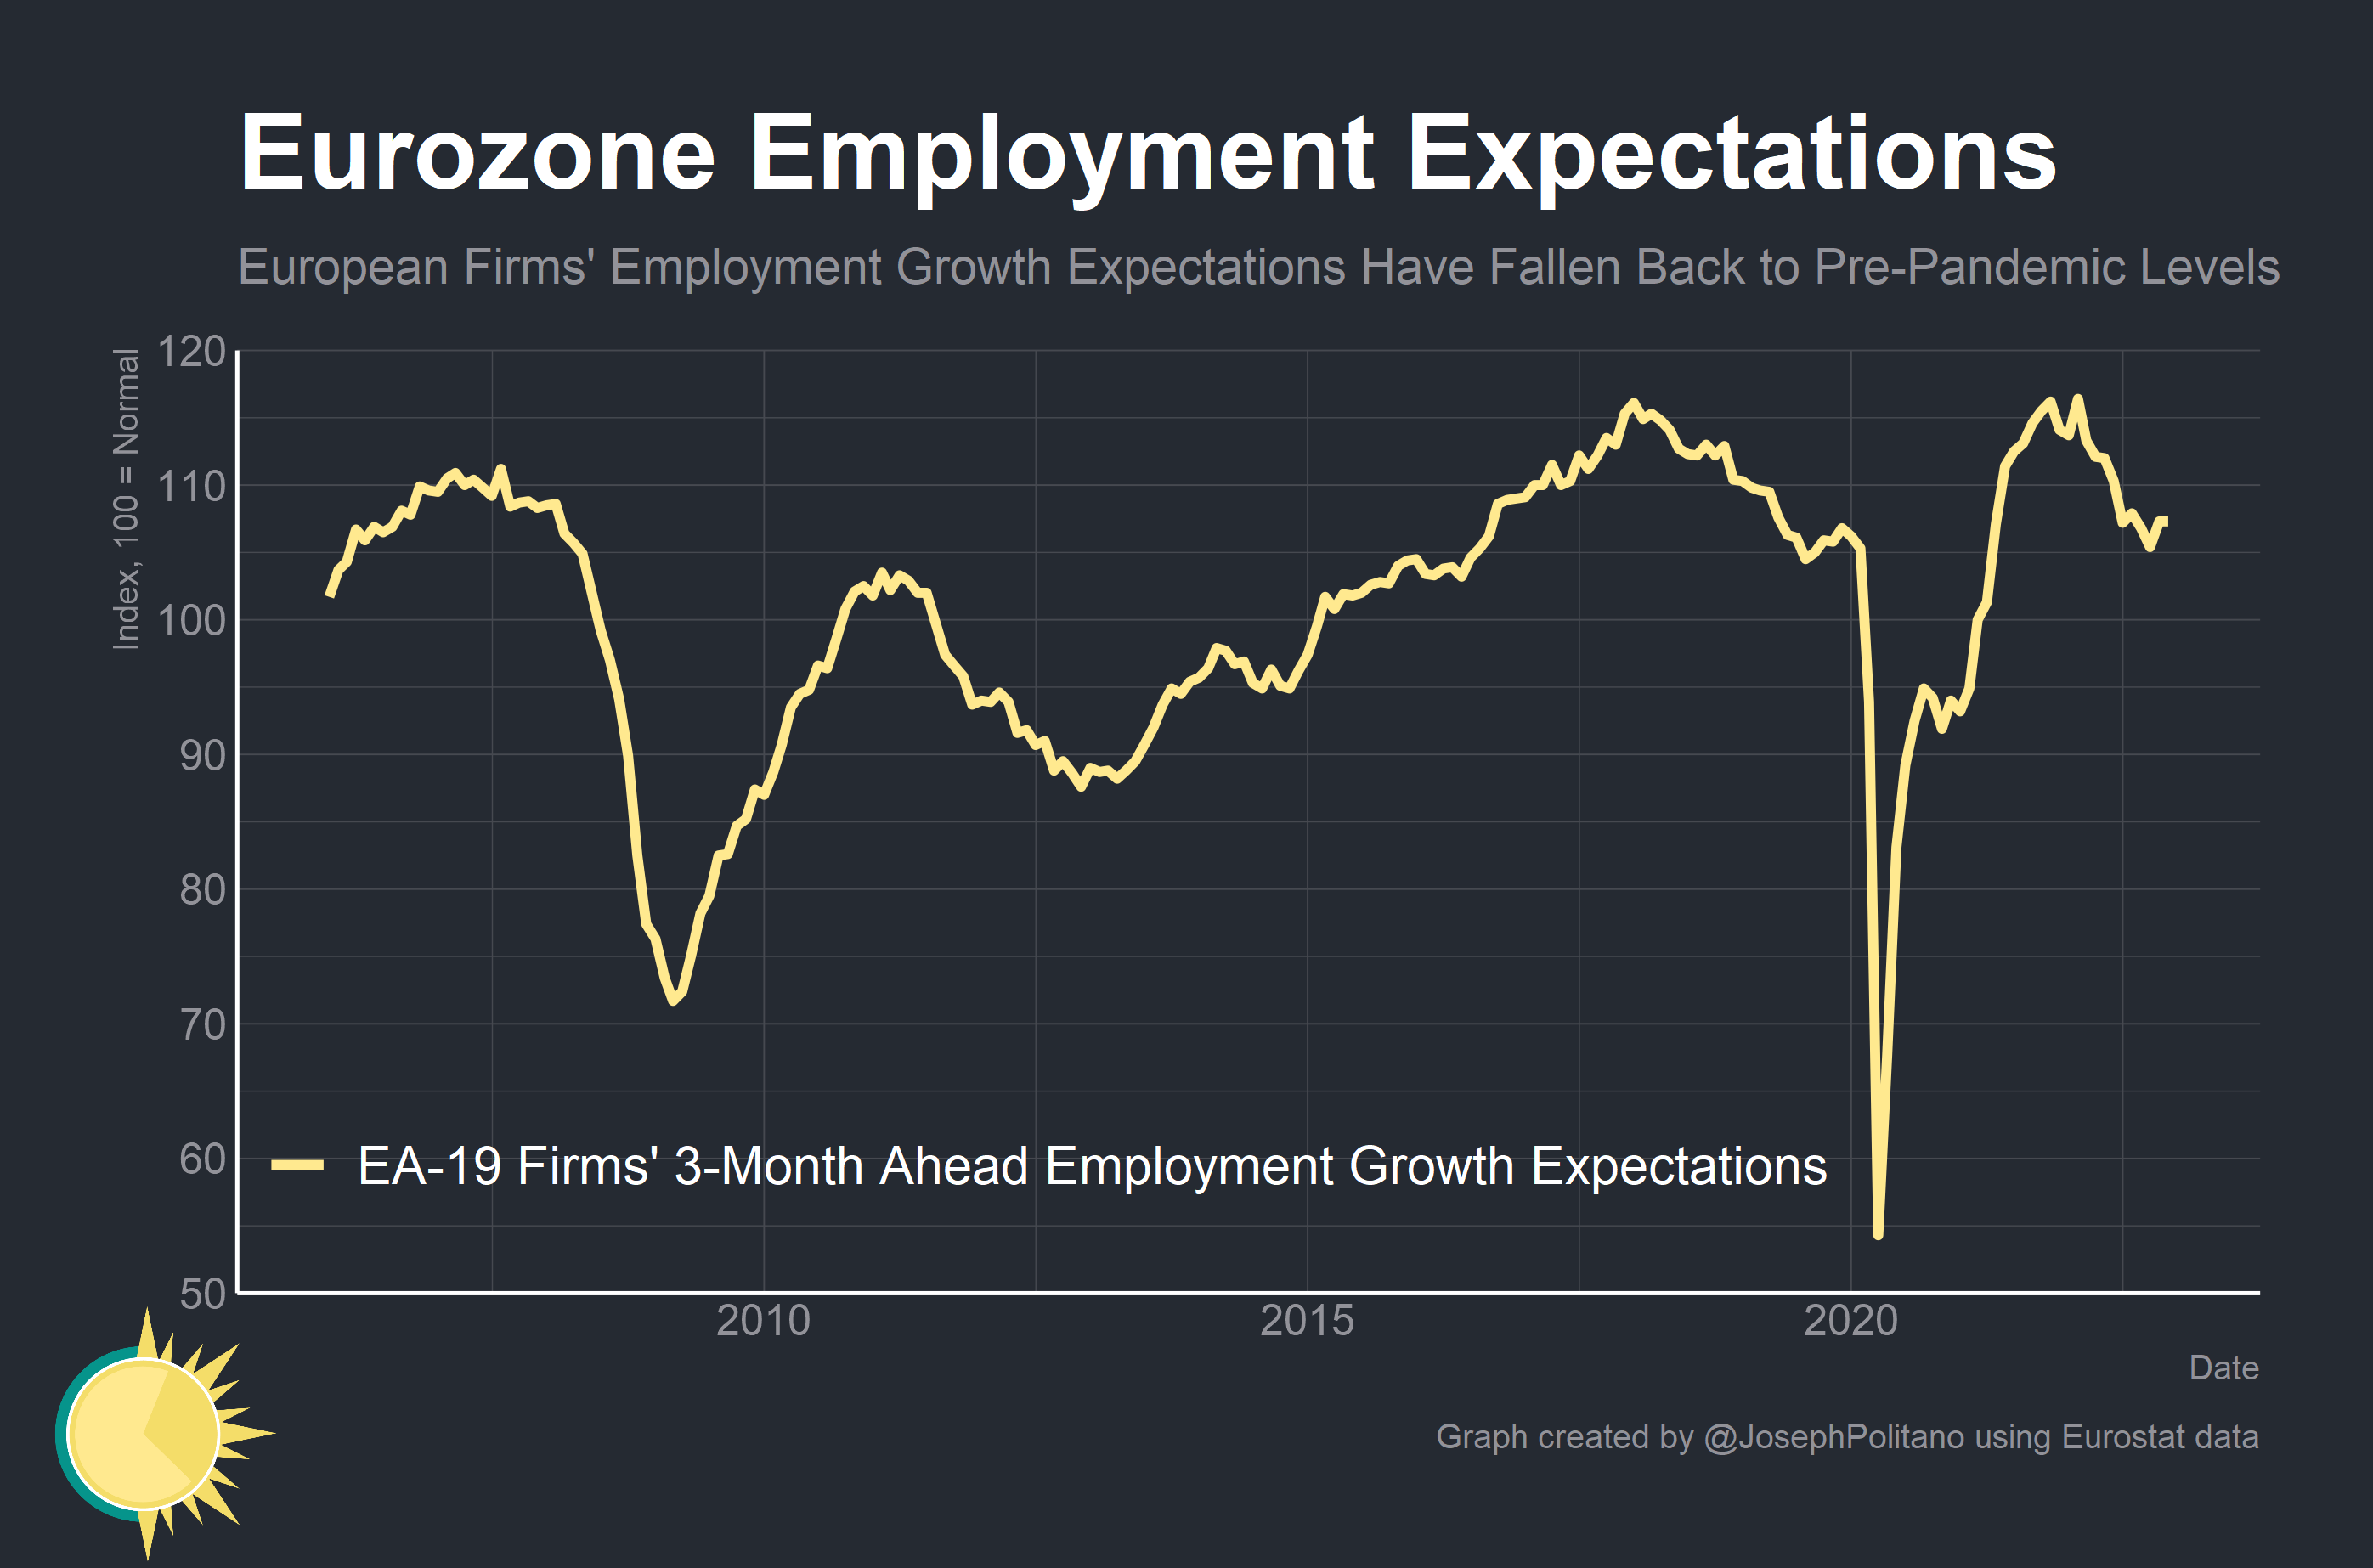 Eurozone Employment Expectations
European Firms' Employment Growth Expectations Have Fallen Back to Pre-Pandemic Levels
Index, 100 = Normal
120
110
100
90
80
70
60
50
EA-19 Firms' 3-Month Ahead Employment Growth Expectations
2010
2015
2020
Date
Graph created by @JosephPolitano using Eurostat data